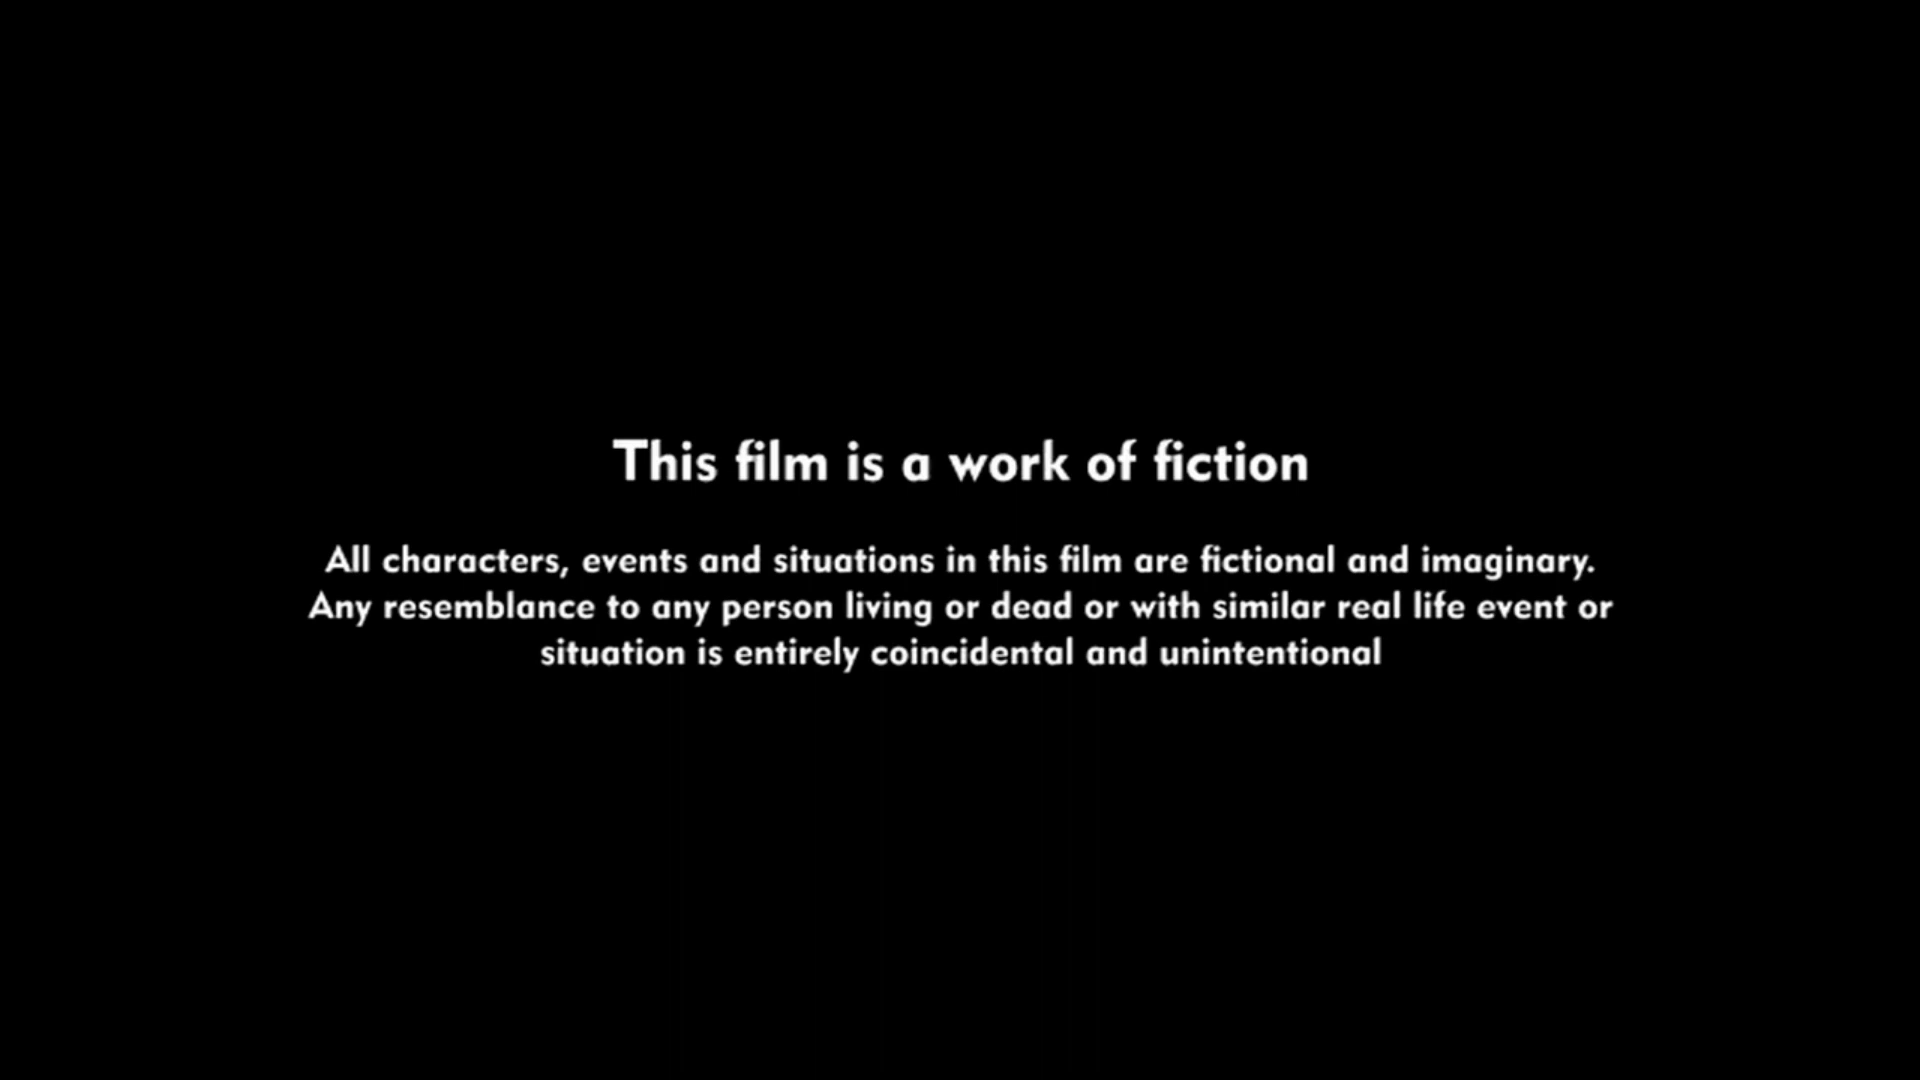 This film is a work of fiction
All characters, events and situations in this film are fictional and imaginary.
Any resemblance to any person living or dead or with similar real life event or
situation is entirely coincidental and unintentional